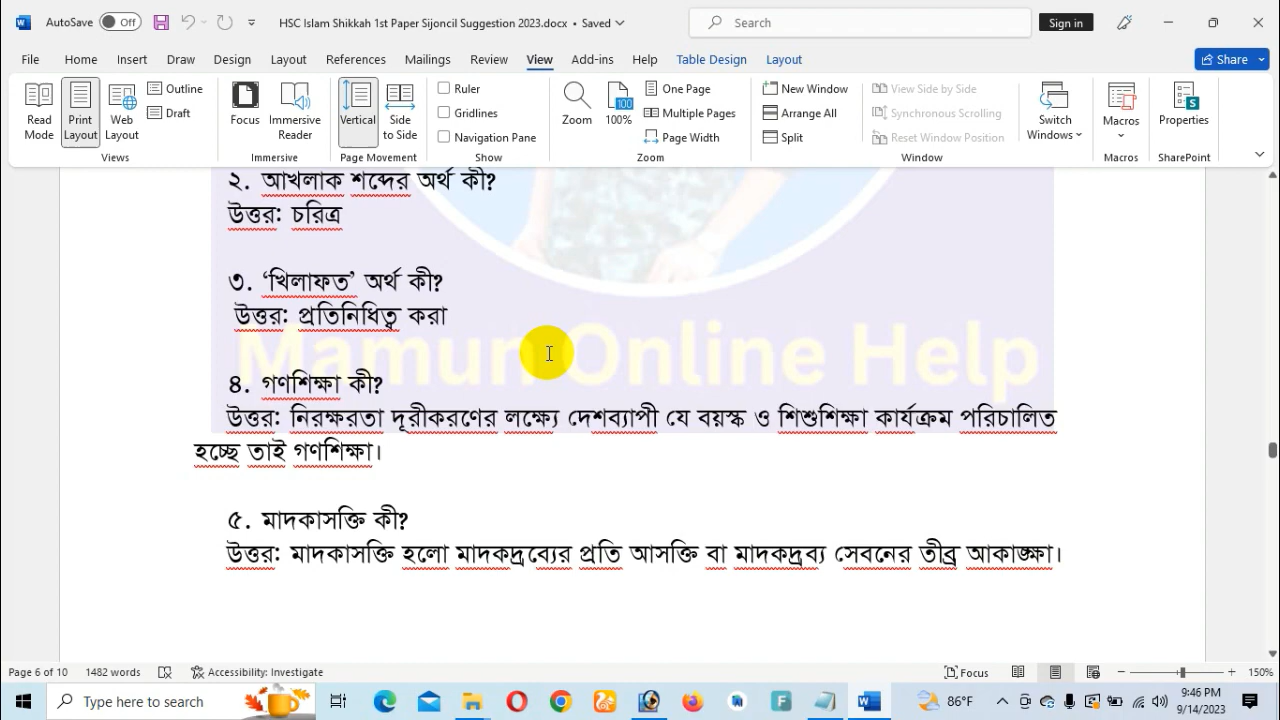 AutoSave Off HSC Islam Shikkah 1st Paper Sijoncil Suggestion 2023.docx • Saved Search Sign in
File Home Insert Draw Design Layout References Mailings Review View Add-ins Help Table Design Layout Share
Read Mode Print Layout Web Layout Outline Draft Focus Immersive Reader Vertical Side to Side Ruler Gridlines Navigation Pane Zoom 100 100% One Page Multiple Pages Page Width New Window Arrange All Split View Side by Side Synchronous Scrolling Reset Window Position Switch Windows Macros Properties
Views Immersive Page Movement Show Zoom Window Macros SharePoint
২. আখলাক শব্দের অর্থ কী?
উত্তর: চরিত্র
৩. ‘খিলাফত’ অর্থ কী?
উত্তর: প্রতিনিধিত্ব করা
Mamun Online Help
৪. গণশিক্ষা কী?
উত্তর: নিরক্ষরতা দূরীকরণের লক্ষ্যে দেশব্যাপী যে বয়স্ক ও শিশুশিক্ষা কার্যক্রম পরিচালিত
হচ্ছে তাই গণশিক্ষা।
৫. মাদকাসক্তি কী?
উত্তর: মাদকাসক্তি হলো মাদকদ্রব্যের প্রতি আসক্তি বা মাদকদ্রব্য সেবনের তীব্র আকাঙ্ক্ষা।
Page 6 of 10 1482 words Accessibility: Investigate Focus 150%
Type here to search 86°F 9:46 PM
9/14/2023